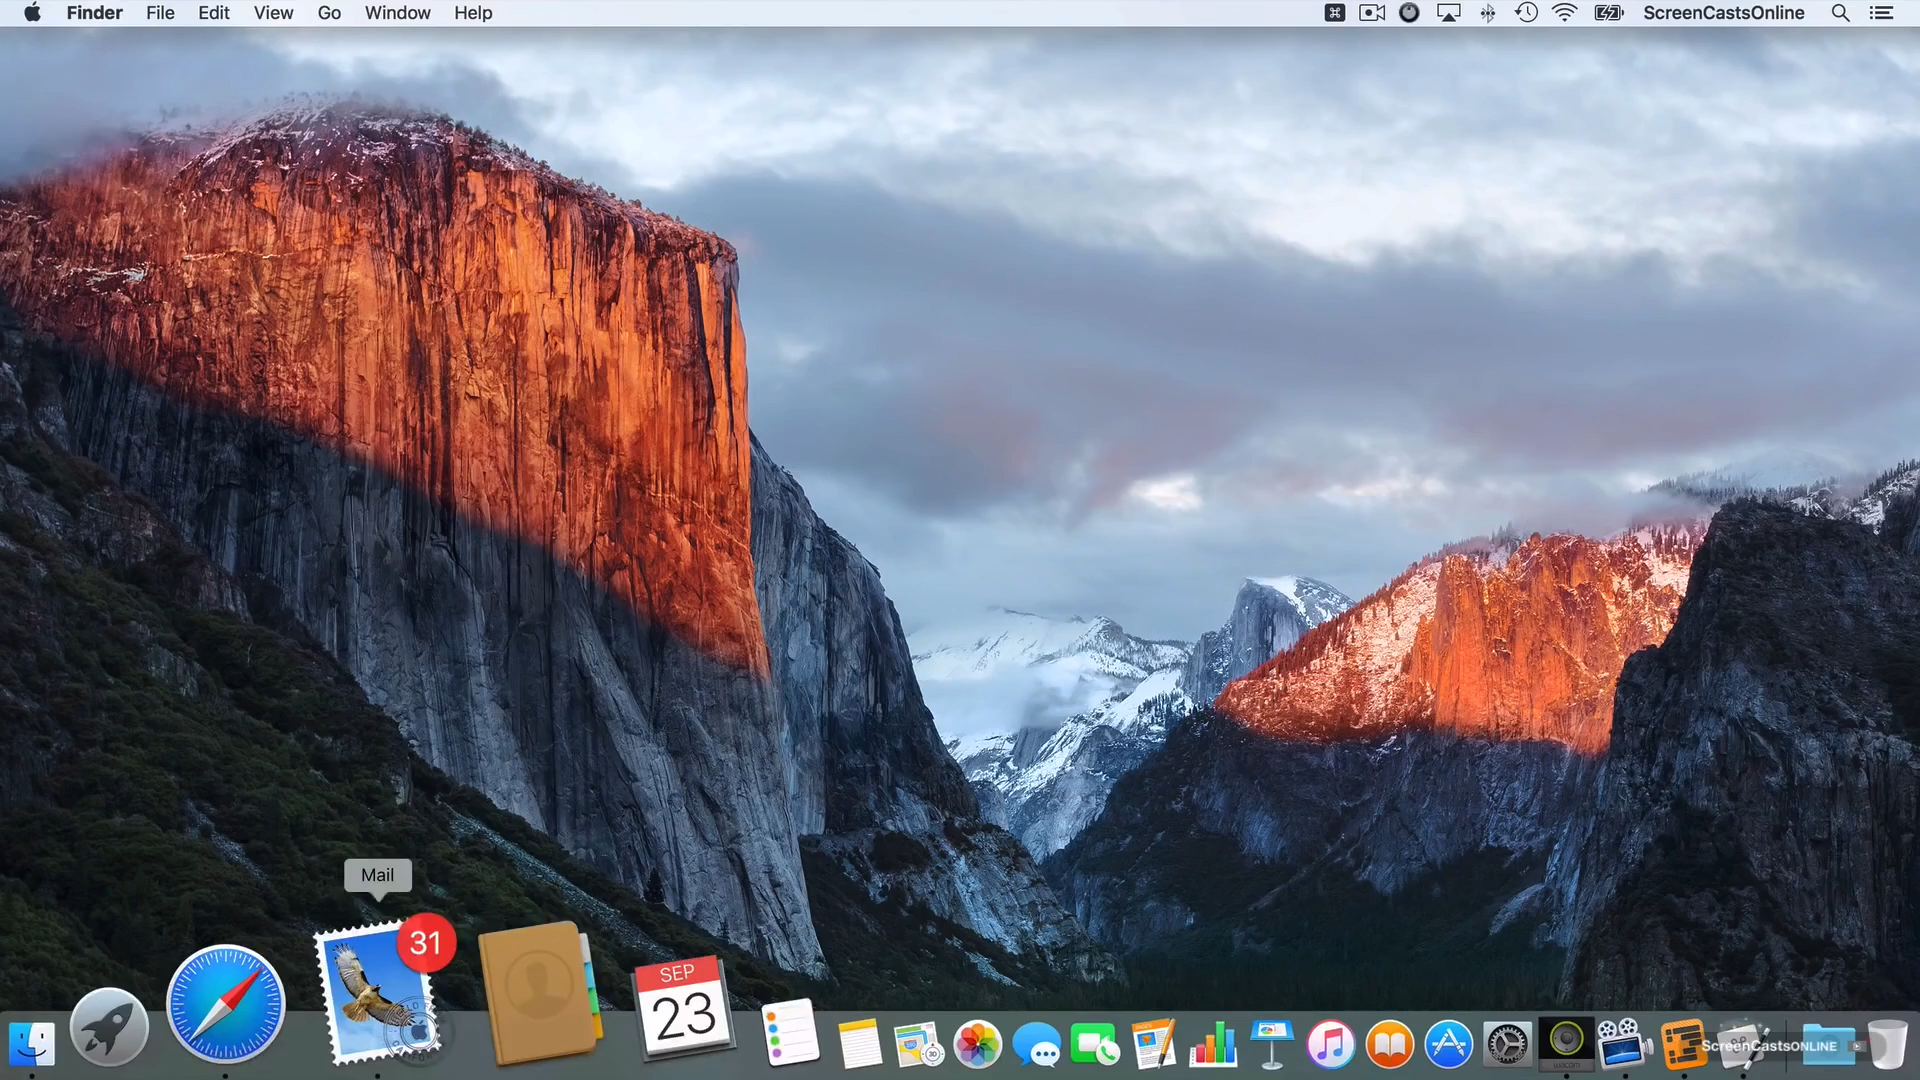 Finder File Edit View Go Window Help ScreenCastsOnline
Mail
31
SEP
23
ScreenCastsONLINE